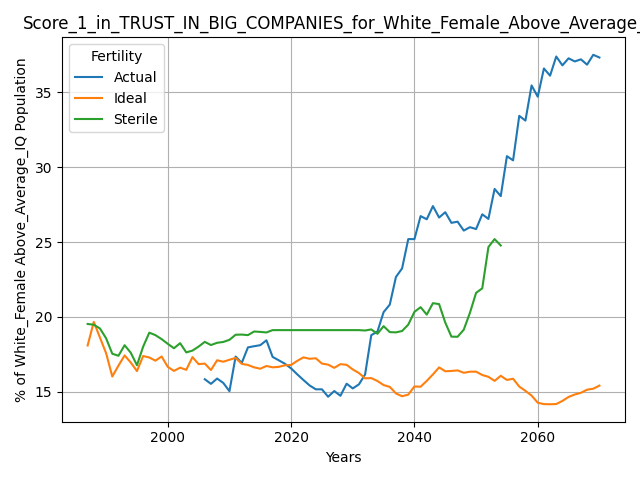 Score_1_in_TRUST_IN_BIG_COMPANIES_for_White_Female_Above_Average_
Fertility
Actual
Ideal
Sterile
% of White_Female Above_Average_IQ Population
35
30
25
20
15
2000
2020
2040
2060
Years